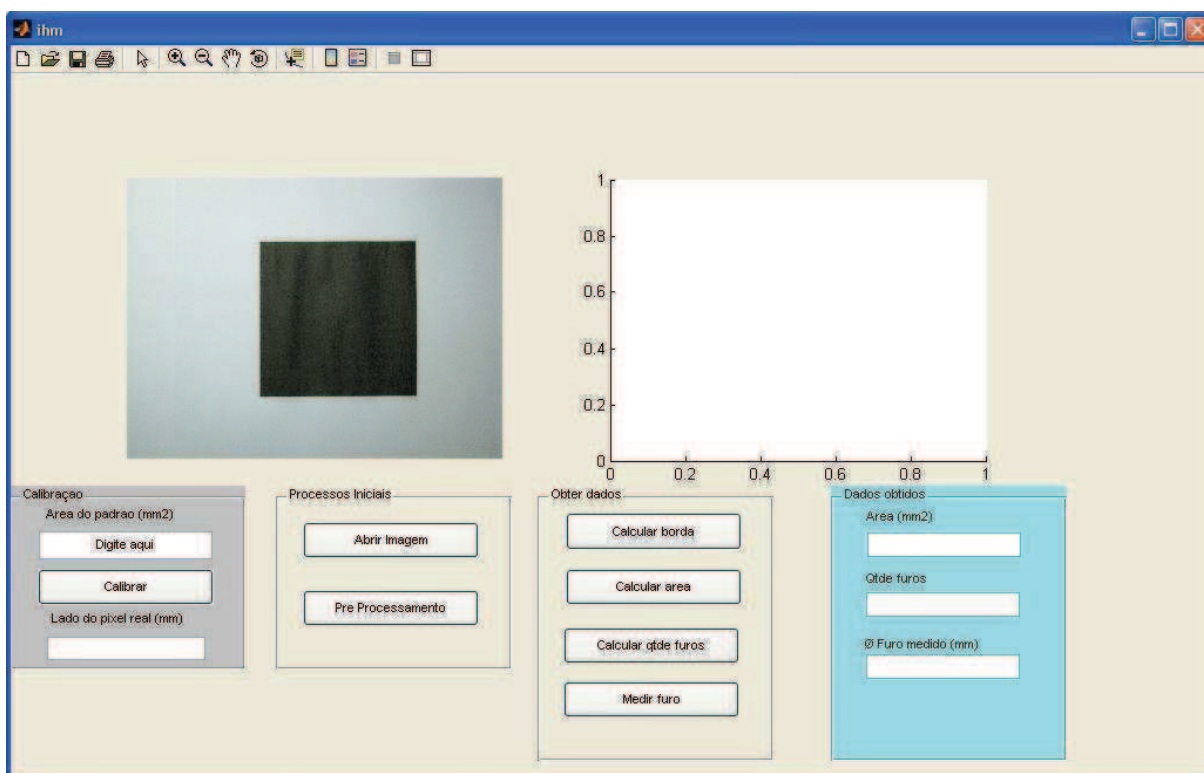 ihm
1
0.8
0.6
0.4
0.2
0
0 0.2 0.4 0.6 0.8 1
Calibraçao
Area do padrao (mm2)
Digite aqui
Calibrar
Lado do pixel real (mm)
Processos Iniciais
Abrir Imagem
Pre Processamento
Obter dados
Calcular borda
Calcular area
Calcular qtde furos
Medir furo
Dados obtidos
Area (mm2)
Qtde furos
Ø Furo medido (mm)